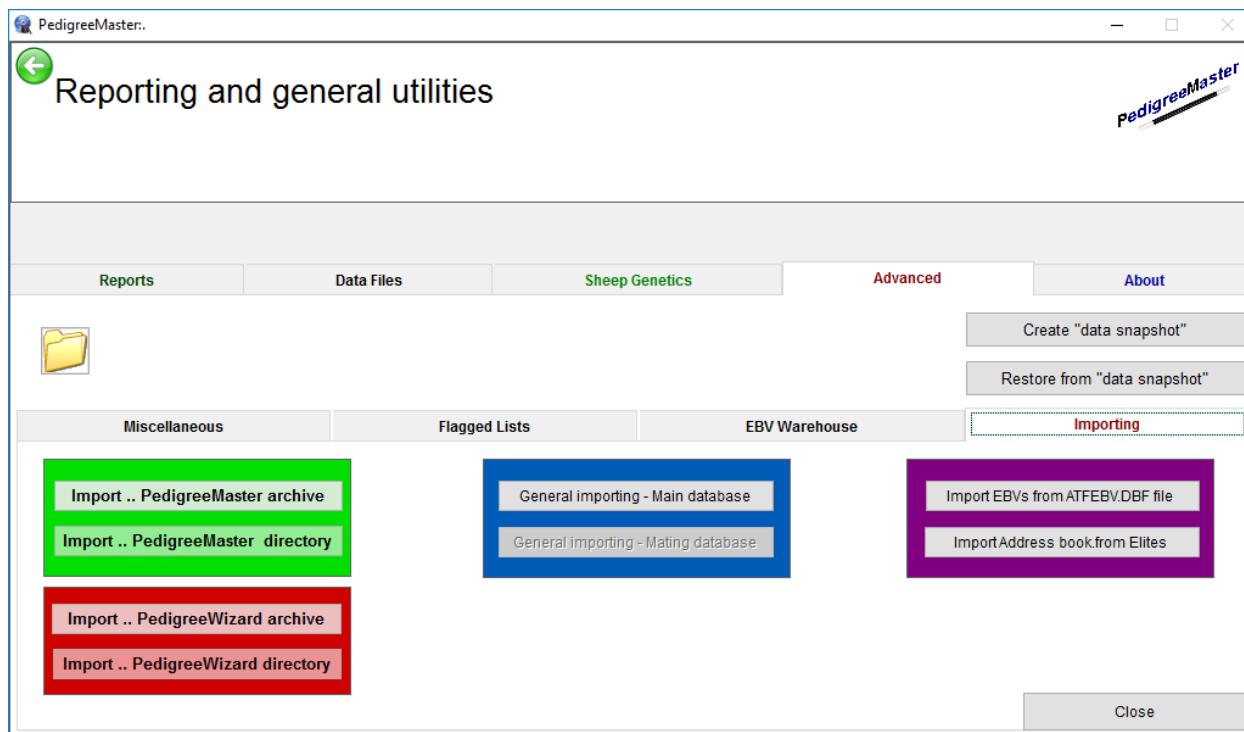 PedigreeMaster:.
Reporting and general utilities
PedigreeMaster
Reports
Data Files
Sheep Genetics
Advanced
About
Create "data snapshot"
Restore from "data snapshot"
Miscellaneous
Flagged Lists
EBV Warehouse
Importing
Import .. PedigreeMaster archive
Import .. PedigreeMaster directory
General importing - Main database
General importing - Mating database
Import EBVs from ATFEBV.DBF file
Import Address book.from Elites
Import .. PedigreeWizard archive
Import .. PedigreeWizard directory
Close